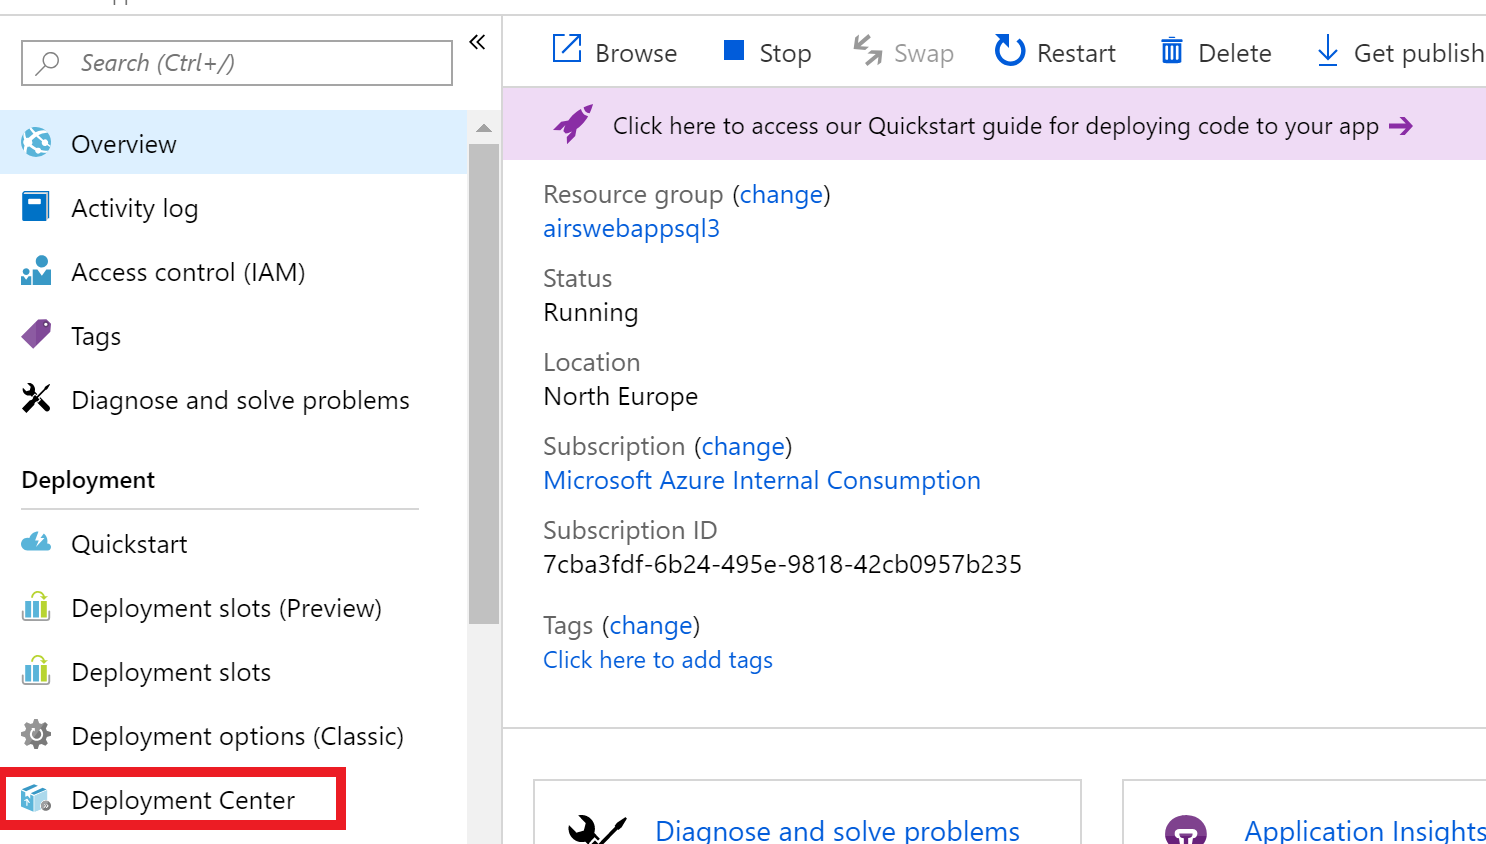 Search (Ctrl+/)
Overview
Activity log
Access control (IAM)
Tags
Diagnose and solve problems
Deployment
Quickstart
Deployment slots (Preview)
Deployment slots
Deployment options (Classic)
Deployment Center
Browse
Stop
Swap
Restart
Delete
Get publish
Click here to access our Quickstart guide for deploying code to your app
Resource group (change)
airswebappsql3
Status
Running
Location
North Europe
Subscription (change)
Microsoft Azure Internal Consumption
Subscription ID
7cba3fdf-6b24-495e-9818-42cb0957b235
Tags (change)
Click here to add tags
Diagnose and solve problems
Application Insights